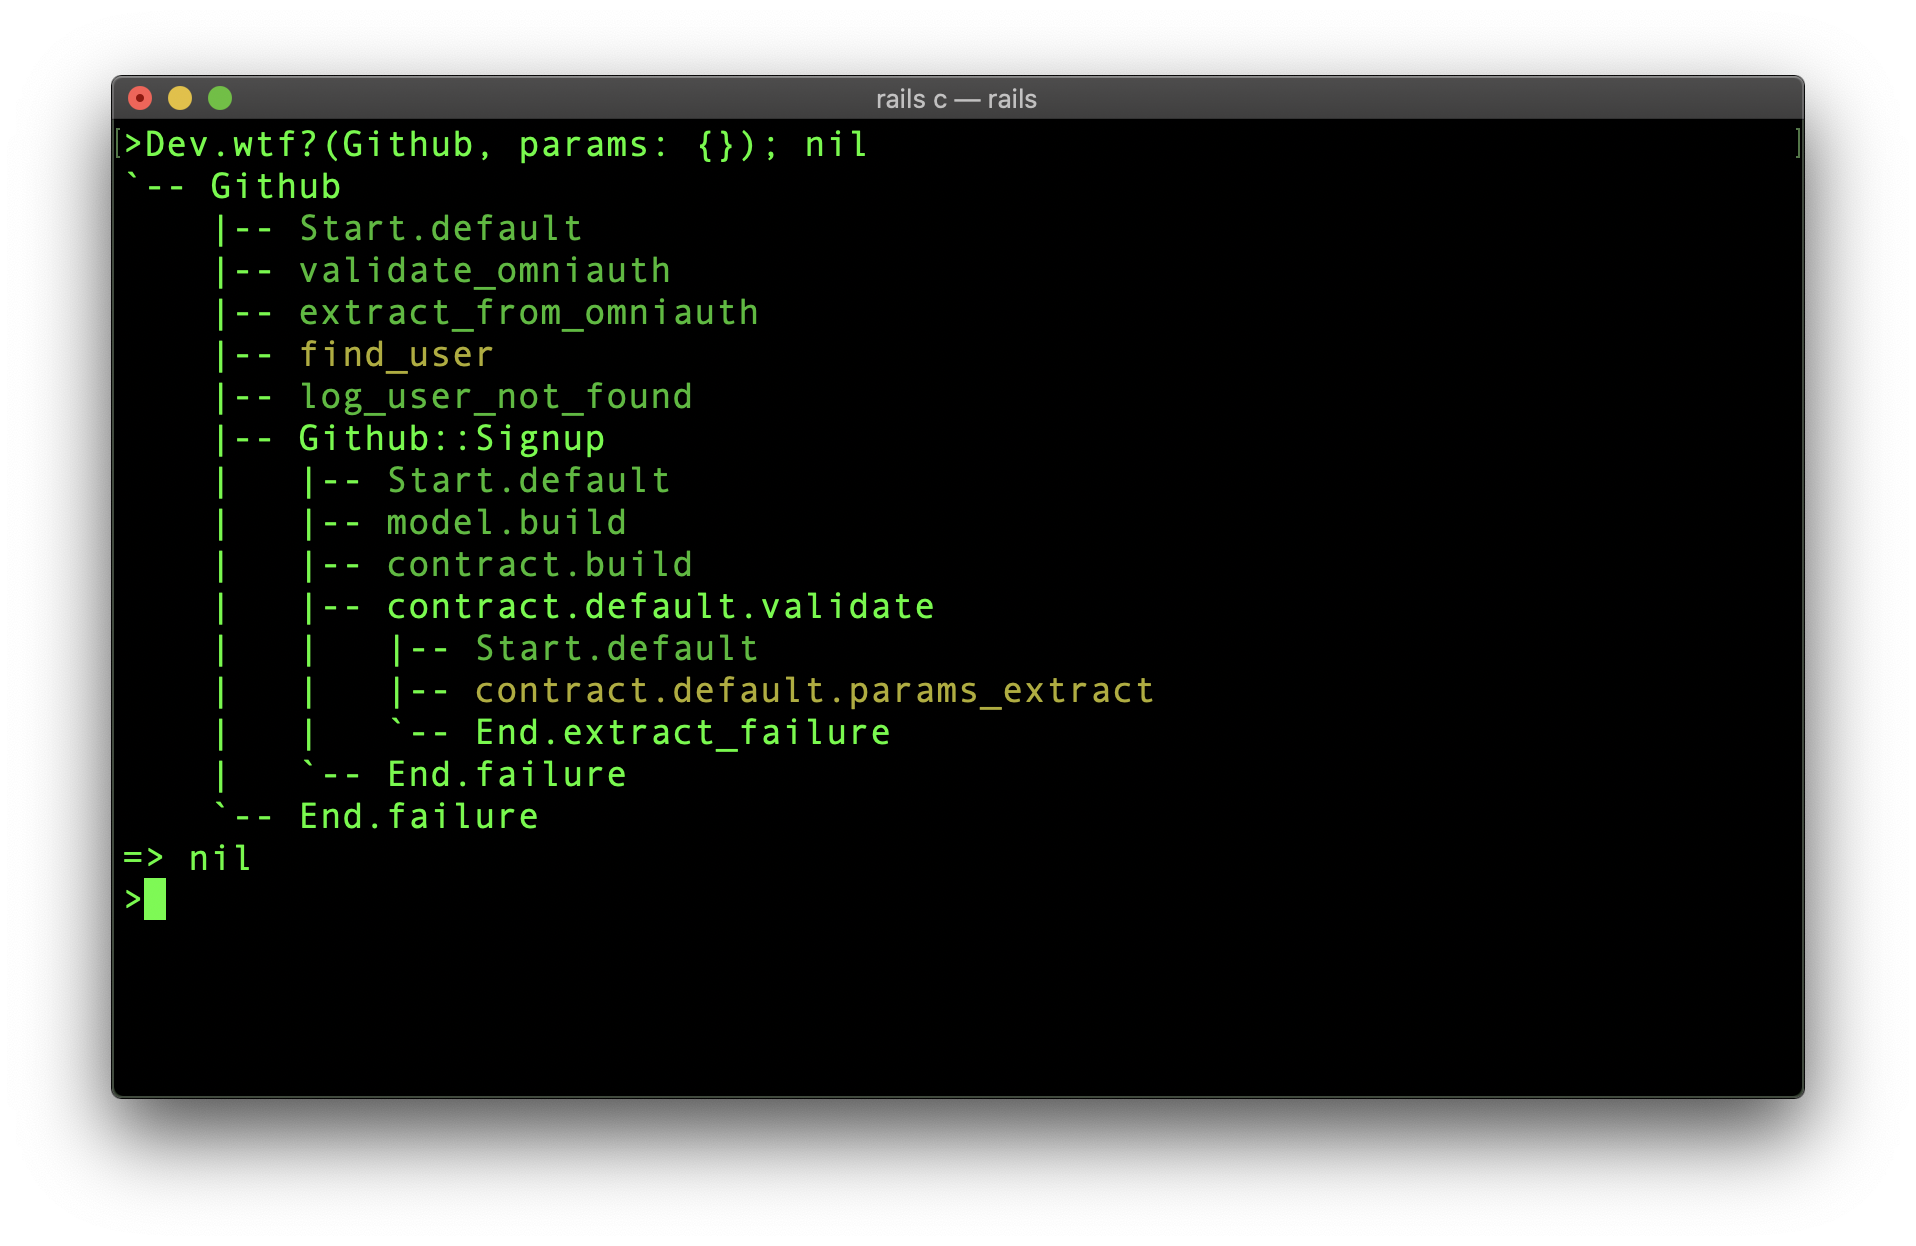 rails c — rails
>Dev.wtf?(Github, params: {}); nil
`-- Github
    |-- Start.default
    |-- validate_omniauth
    |-- extract_from_omniauth
    |-- find_user
    |-- log_user_not_found
    |-- Github::Signup
    |   |-- Start.default
    |   |-- model.build
    |   |-- contract.build
    |   |-- contract.default.validate
    |   |   |-- Start.default
    |   |   |-- contract.default.params_extract
    |   |   `-- End.extract_failure
    |   `-- End.failure
    `-- End.failure
=> nil
>